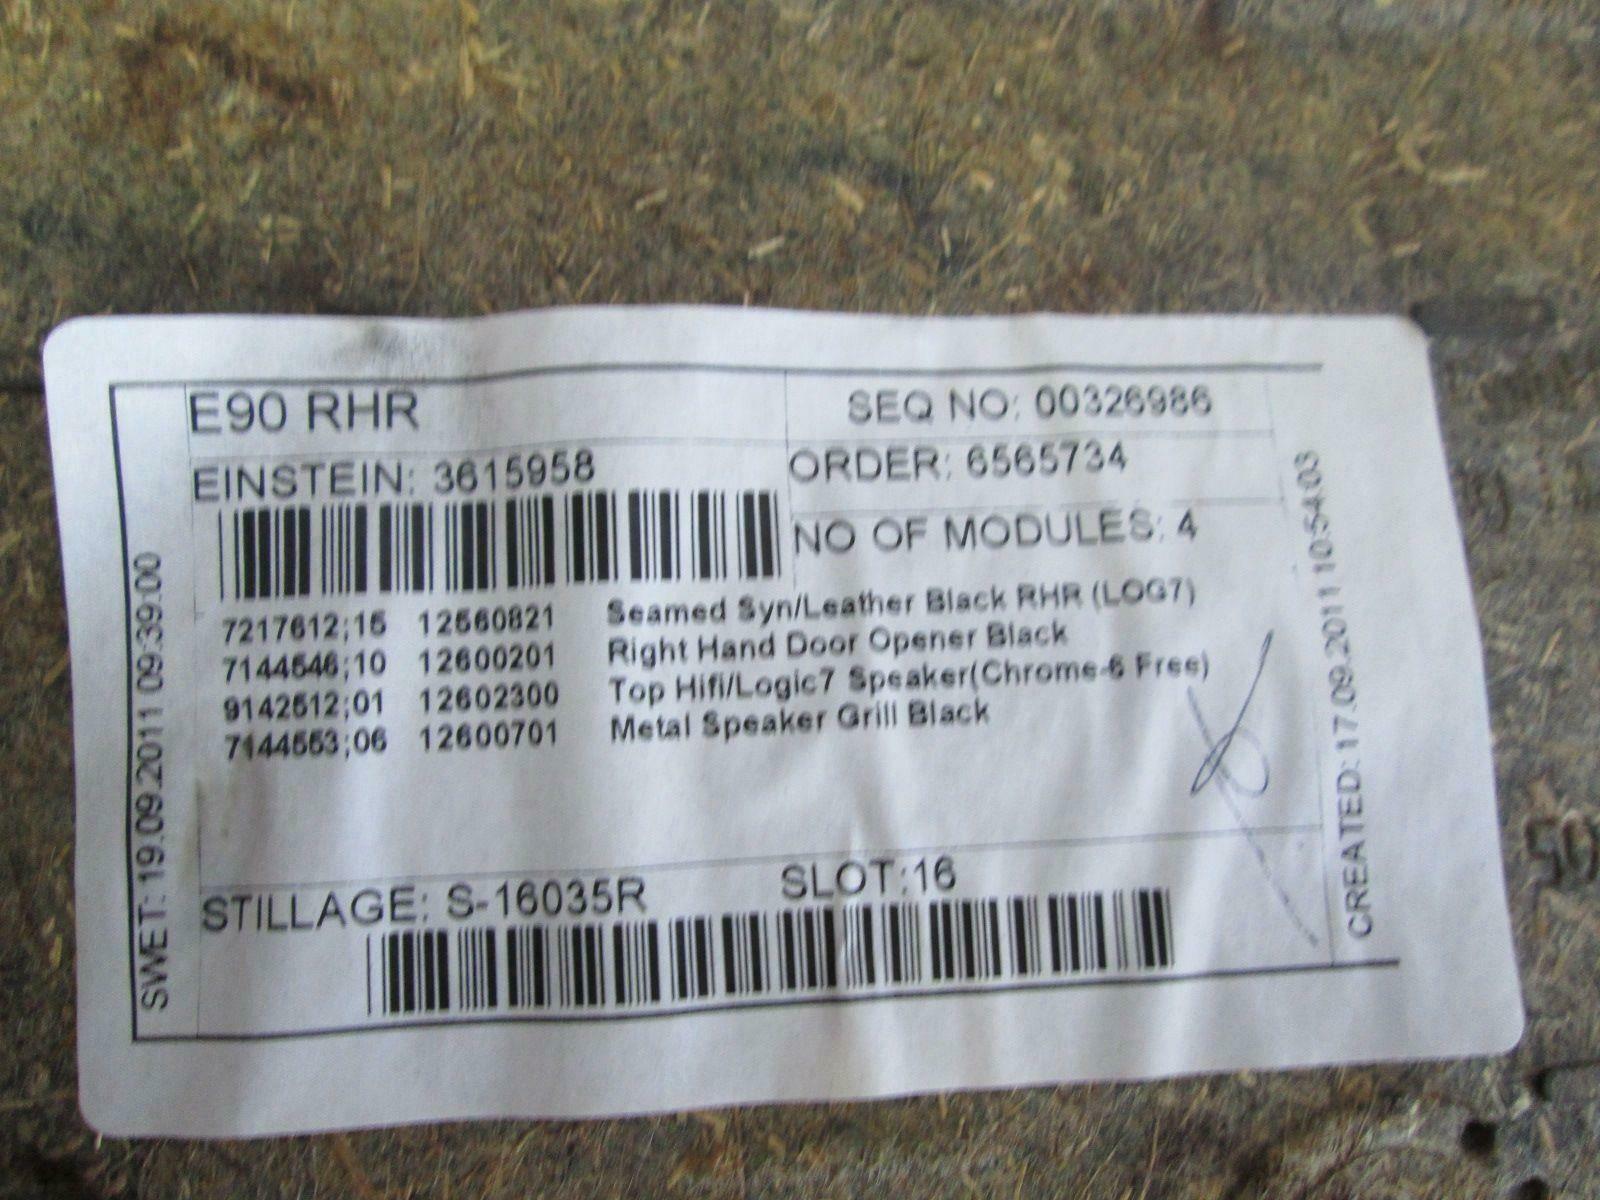 E90 RHR
SEQ NO: 00326986
EINSTEIN: 3615958
ORDER: 6565734
NO OF MODULES: 4
7217612;15 12560821 Seamed Syn/Leather Black RHR (LOG7)
7144546;10 12600201 Right Hand Door Opener Black
9142512;01 12602300 Top Hifi/Logic7 Speaker(Chrome-6 Free)
7144553;06 12600701 Metal Speaker Grill Black
STILLAGE: S-16035R SLOT:16
SWET: 19.09.2011 09:39:00
CREATED: 17.09.2011 10:54:03